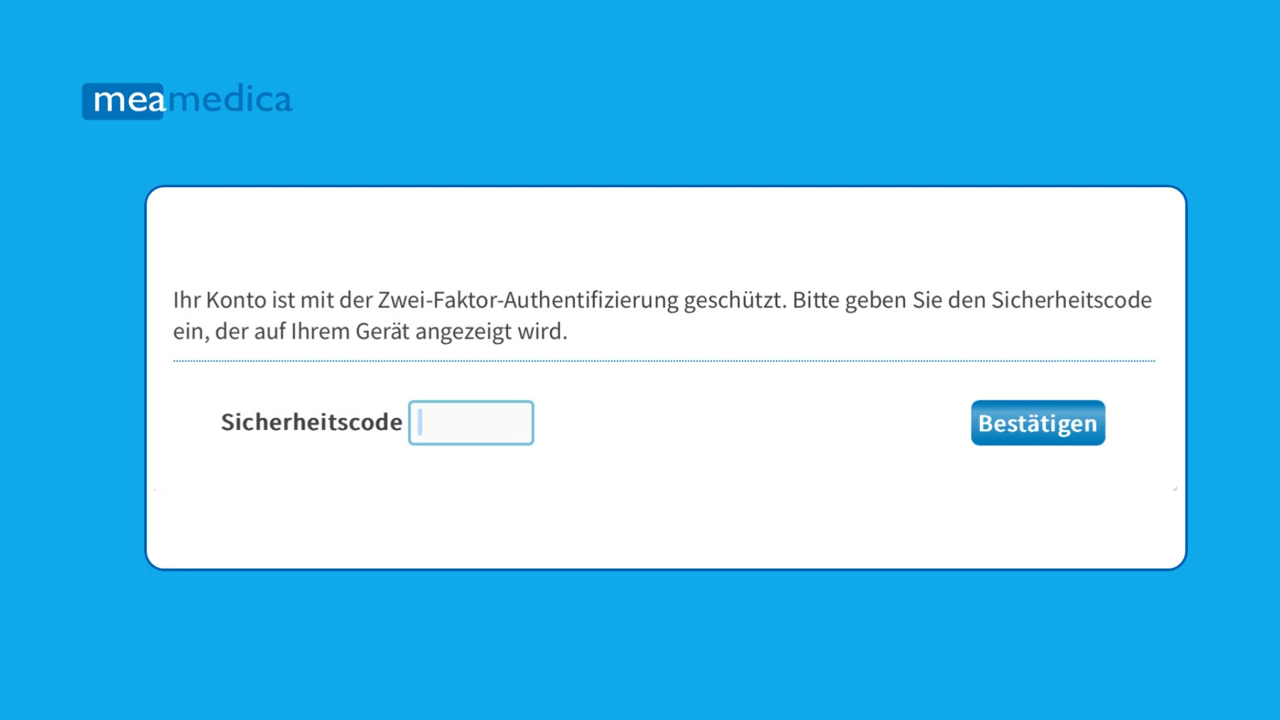 meamedica
Ihr Konto ist mit der Zwei-Faktor-Authentifizierung geschützt. Bitte geben Sie den Sicherheitscode
ein, der auf Ihrem Gerät angezeigt wird.
Sicherheitscode
Bestätigen